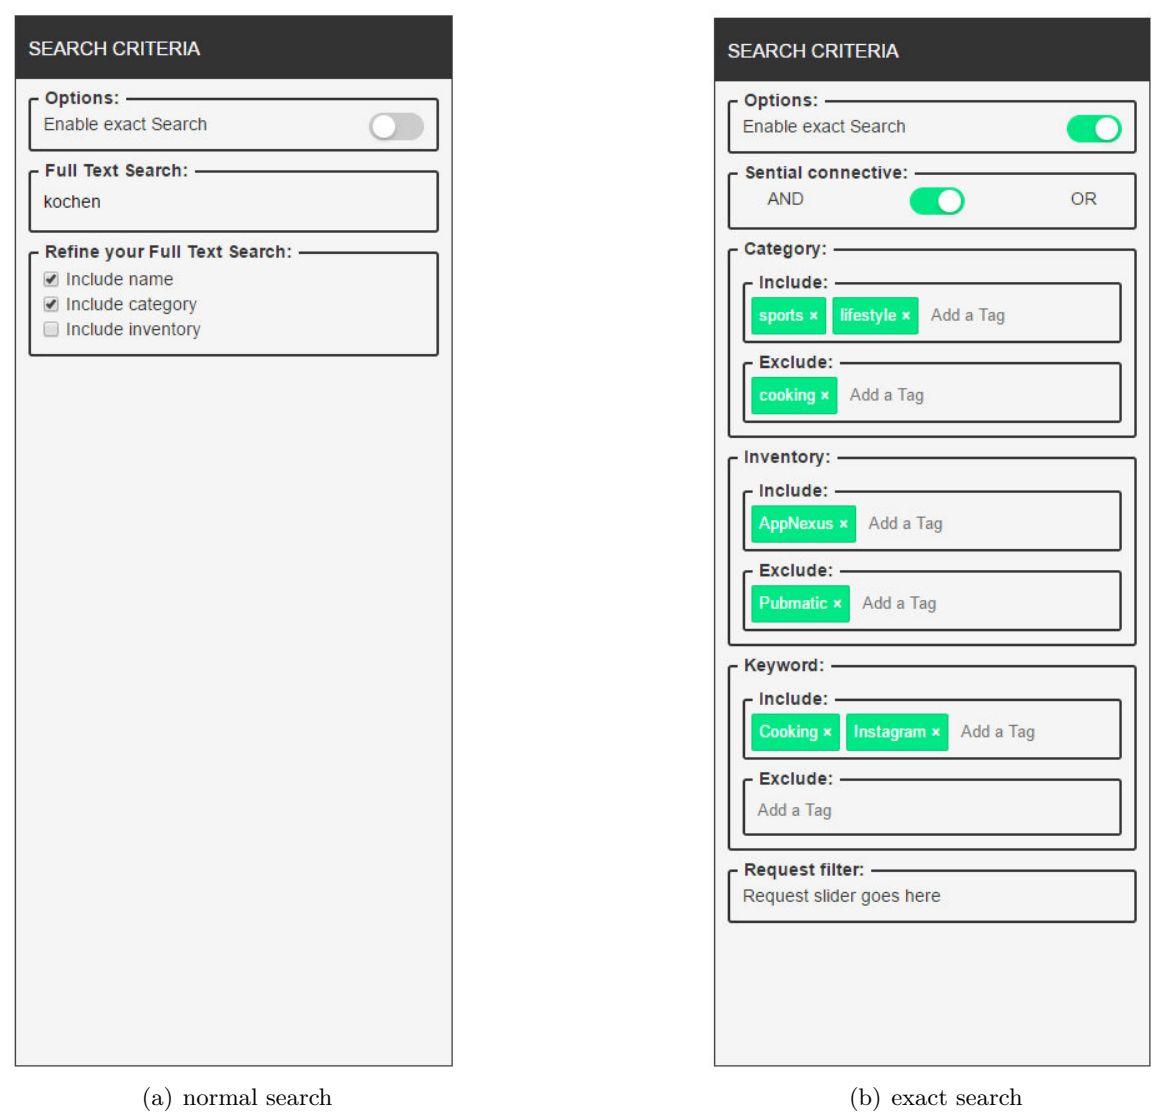 SEARCH CRITERIA
Options:
Enable exact Search
Full Text Search:
kochen
Refine your Full Text Search:
Include name
Include category
Include inventory
(a) normal search
SEARCH CRITERIA
Options:
Enable exact Search
Sential connective:
AND OR
Category:
Include:
sports × lifestyle × Add a Tag
Exclude:
cooking × Add a Tag
Inventory:
Include:
AppNexus × Add a Tag
Exclude:
Pubmatic × Add a Tag
Keyword:
Include:
Cooking × Instagram × Add a Tag
Exclude:
Add a Tag
Request filter:
Request slider goes here
(b) exact search